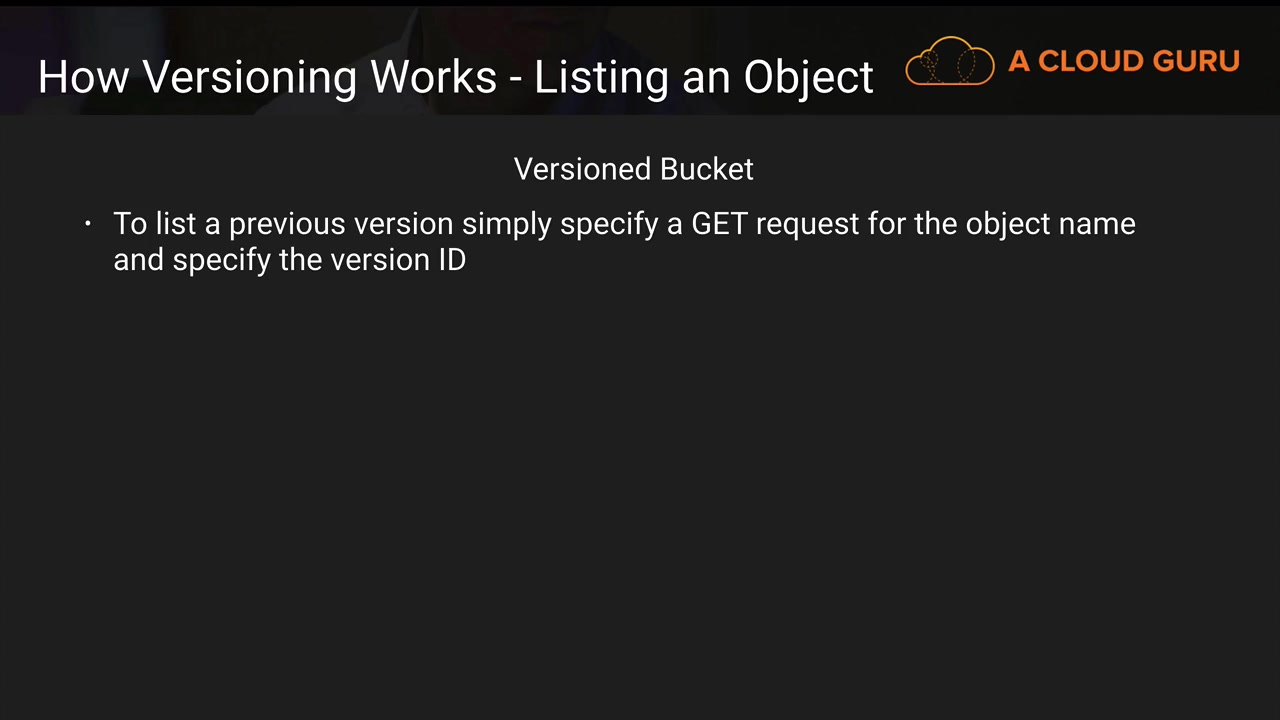 How Versioning Works - Listing an Object
A CLOUD GURU
Versioned Bucket
· To list a previous version simply specify a GET request for the object name
and specify the version ID